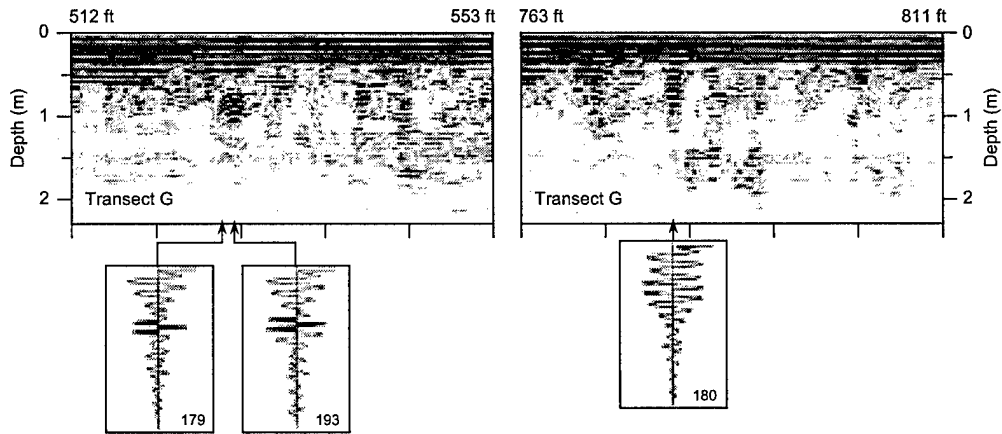 512 ft 553 ft 763 ft 811 ft
0 0
Depth (m) 1 1 Depth (m)
2 2
Transect G Transect G
179 193 180